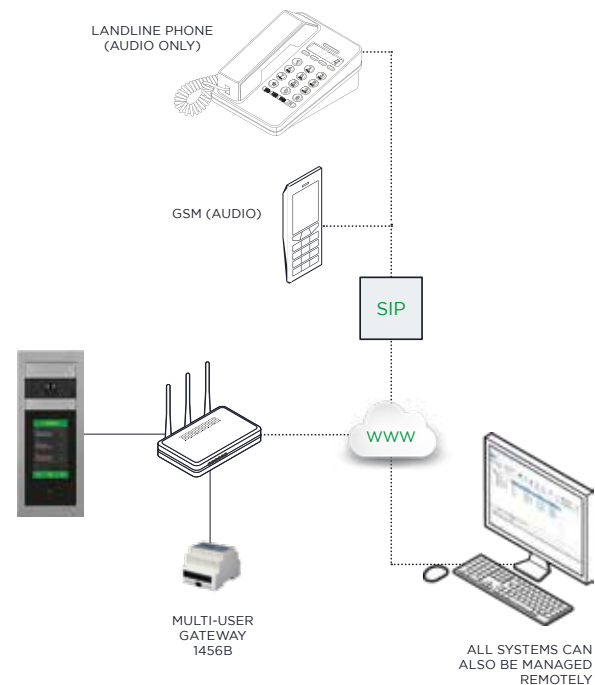 LANDLINE PHONE
(AUDIO ONLY)
GSM (AUDIO)
SIP
WWW
MULTI-USER
GATEWAY
1456B
ALL SYSTEMS CAN
ALSO BE MANAGED
REMOTELY